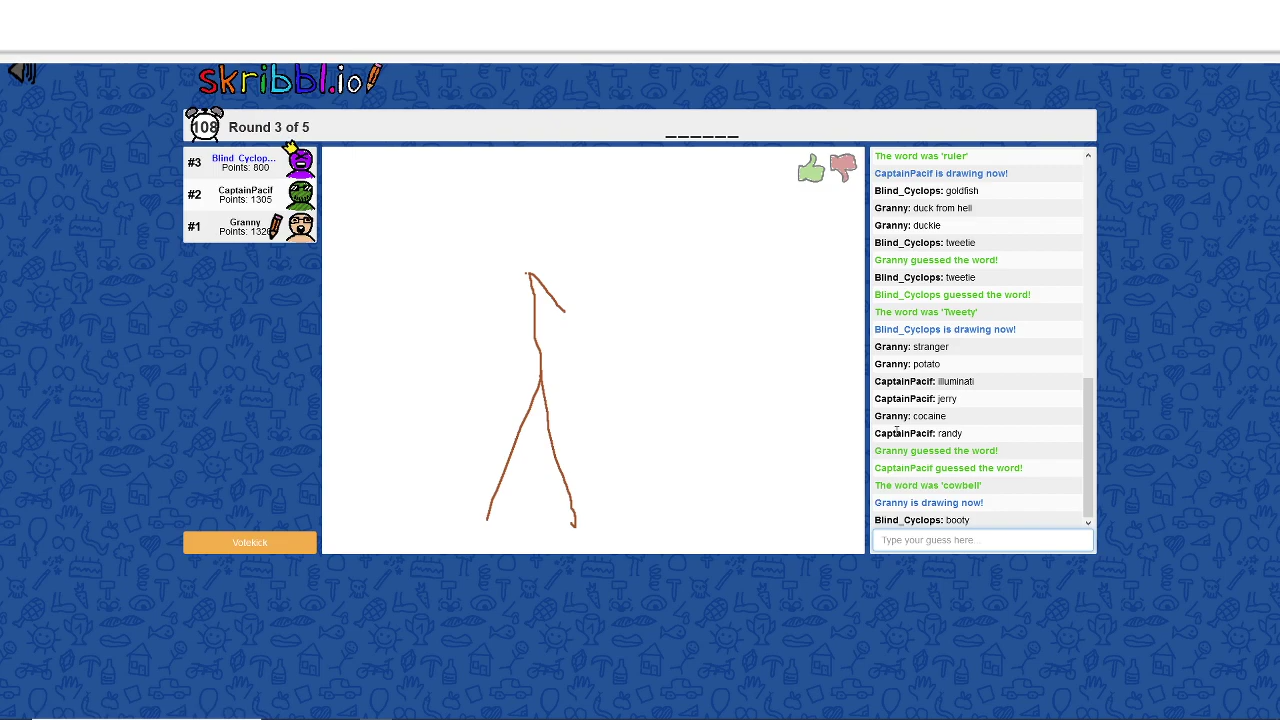 skribbl.io
108
Round 3 of 5
______
#3
Blind_Cyclop...
Points: 800
#2
CaptainPacif
Points: 1305
#1
Granny
Points: 1326
Votekick
The word was 'ruler'
CaptainPacif is drawing now!
Blind_Cyclops: goldfish
Granny: duck from hell
Granny: duckie
Blind_Cyclops: tweetie
Granny guessed the word!
Blind_Cyclops: tweetie
Blind_Cyclops guessed the word!
The word was 'Tweety'
Blind_Cyclops is drawing now!
Granny: stranger
Granny: potato
CaptainPacif: illuminati
CaptainPacif: jerry
Granny: cocaine
CaptainPacif: randy
Granny guessed the word!
CaptainPacif guessed the word!
The word was 'cowbell'
Granny is drawing now!
Blind_Cyclops: booty
Type your guess here...